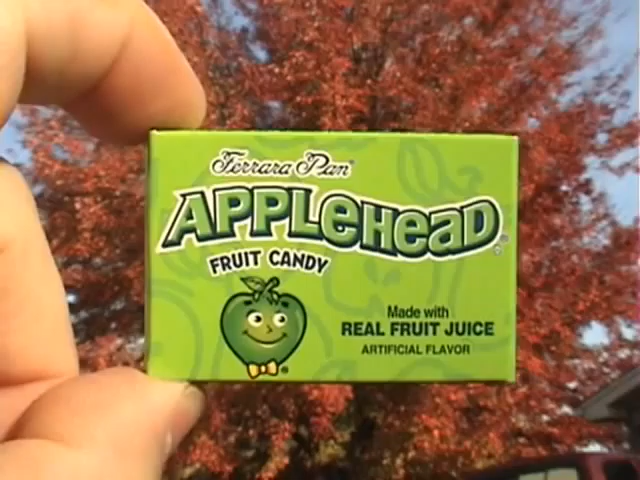 Ferrara Pan®
APPLeHeaD®
FRUIT CANDY
Made with
REAL FRUIT JUICE
ARTIFICIAL FLAVOR
®